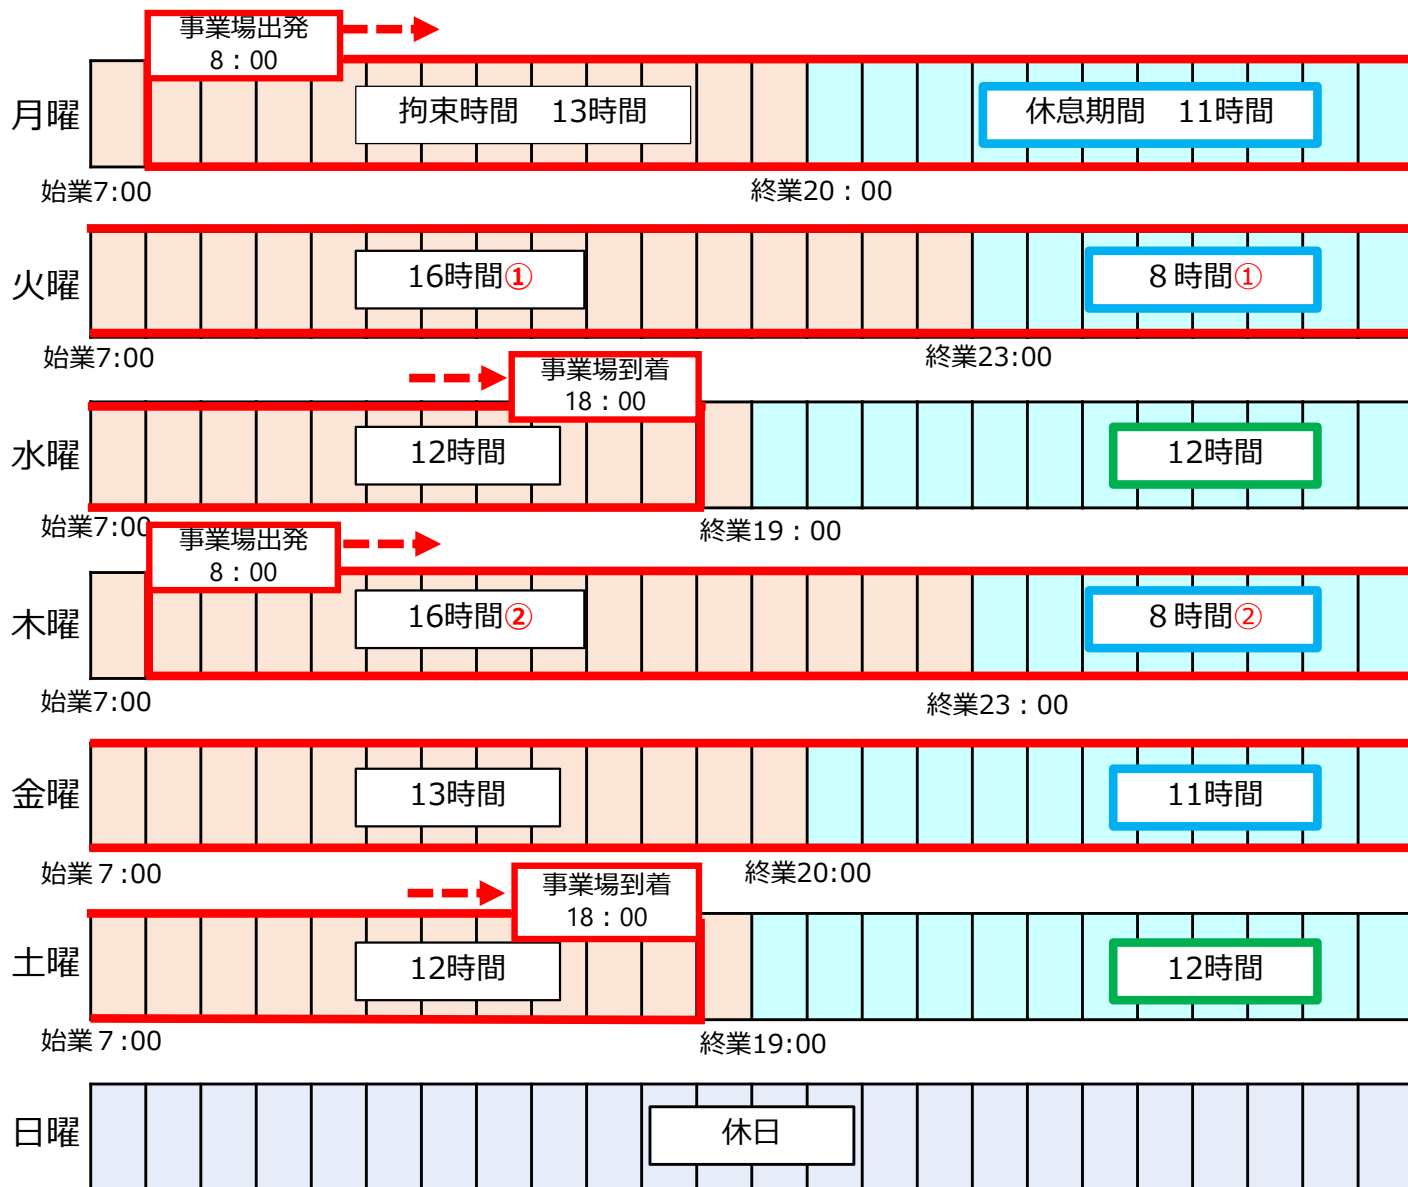 事業場出発
8：00
月曜
拘束時間　13時間
休息期間　11時間
始業7:00
終業20：00
火曜
16時間①
８時間①
始業7:00
終業23:00
事業場到着
18：00
水曜
12時間
12時間
始業7:00
終業19：00
事業場出発
8：00
木曜
16時間②
８時間②
始業7:00
終業23：00
金曜
13時間
11時間
始業７:00
終業20:00
事業場到着
18：00
土曜
12時間
12時間
始業７:00
終業19:00
日曜
休日